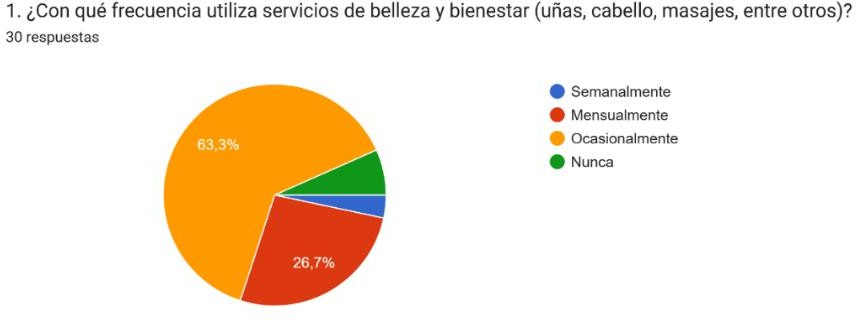 1. ¿Con qué frecuencia utiliza servicios de belleza y bienestar (uñas, cabello, masajes, entre otros)?
30 respuestas
Semanalmente
Mensualmente
Ocasionalmente
Nunca
63,3%
26,7%